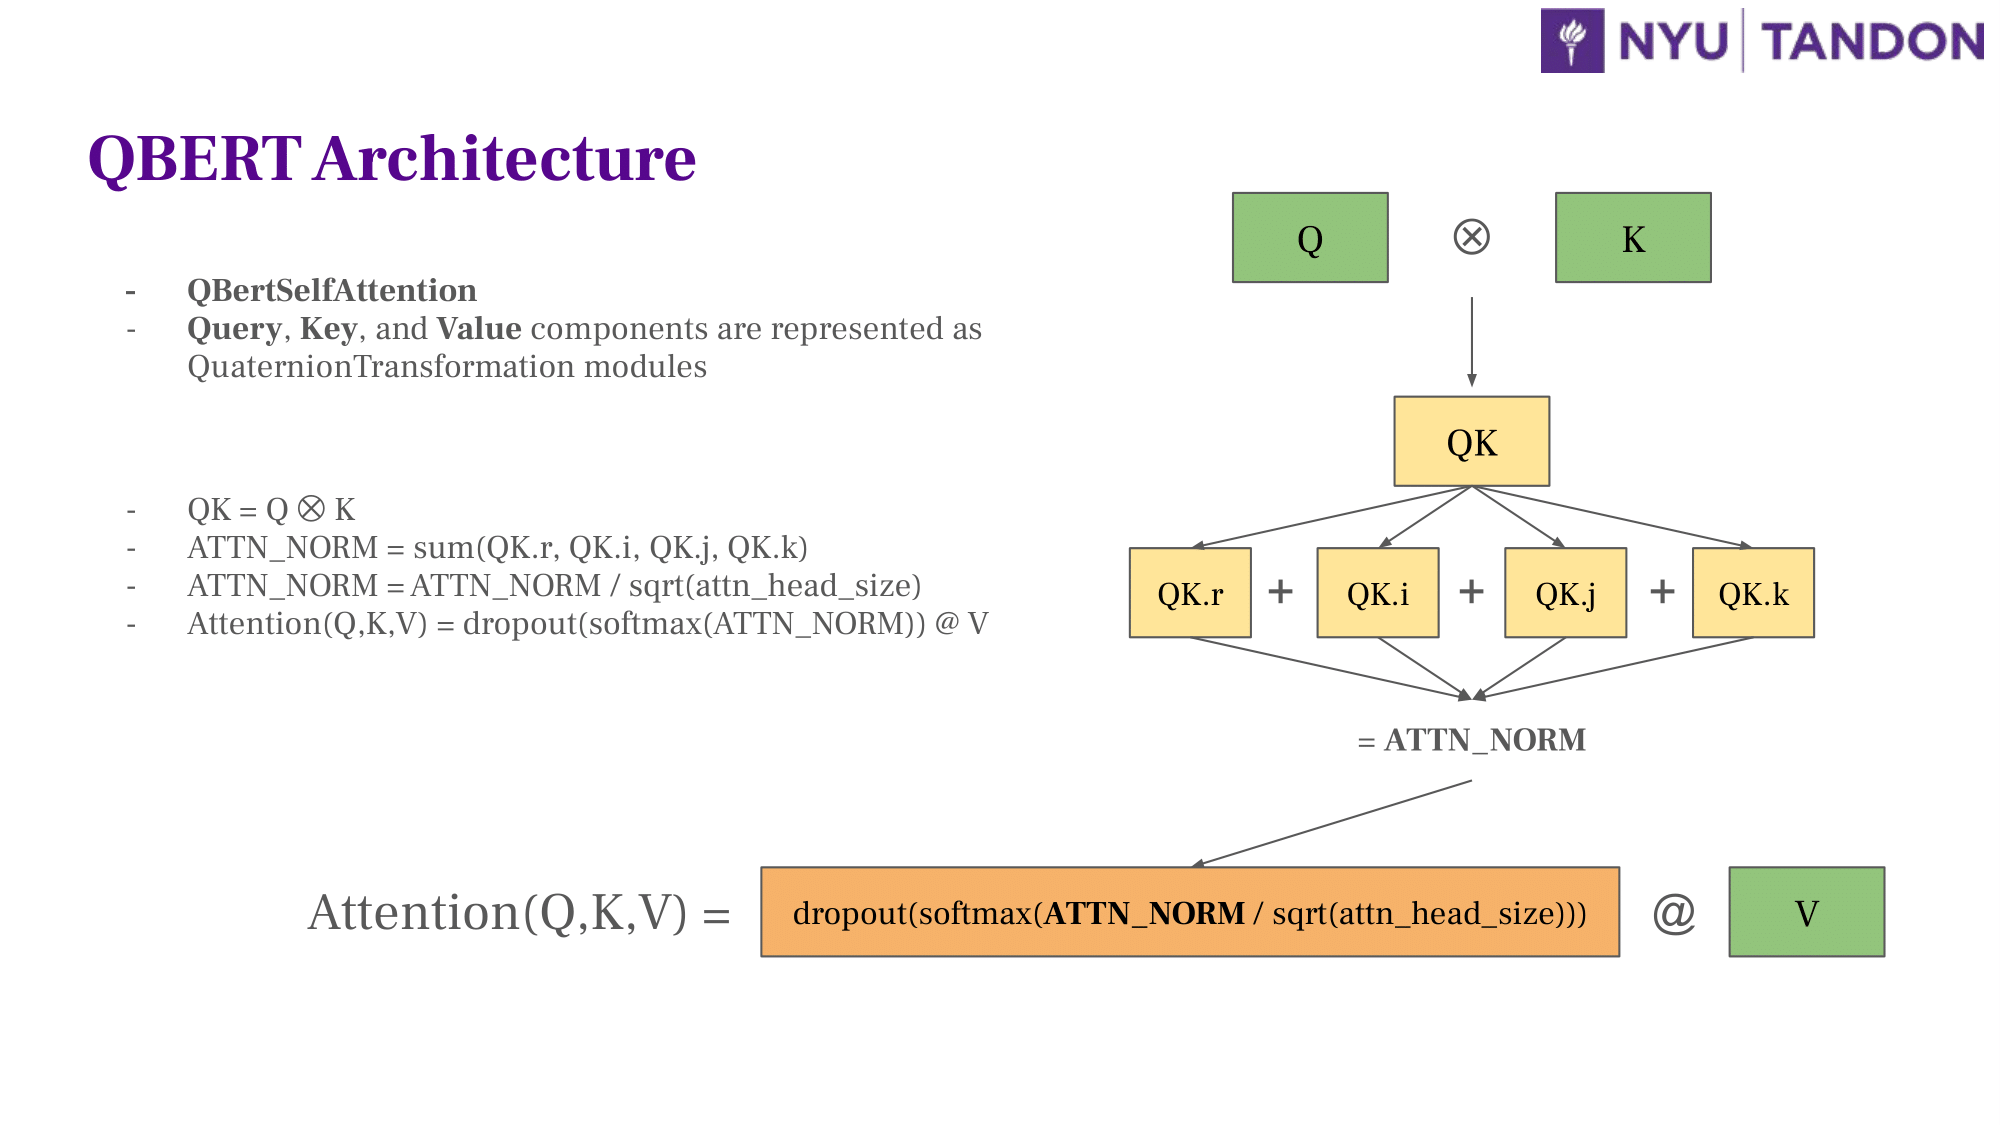 NYU | TANDON
QBERT Architecture
- QBertSelfAttention
- Query, Key, and Value components are represented as
QuaternionTransformation modules
- QK = Q ⊗ K
- ATTN_NORM = sum(QK.r, QK.i, QK.j, QK.k)
- ATTN_NORM = ATTN_NORM / sqrt(attn_head_size)
- Attention(Q,K,V) = dropout(softmax(ATTN_NORM)) @ V
Q ⊗ K
QK
QK.r + QK.i + QK.j + QK.k
= ATTN_NORM
Attention(Q,K,V) = dropout(softmax(ATTN_NORM / sqrt(attn_head_size))) @ V